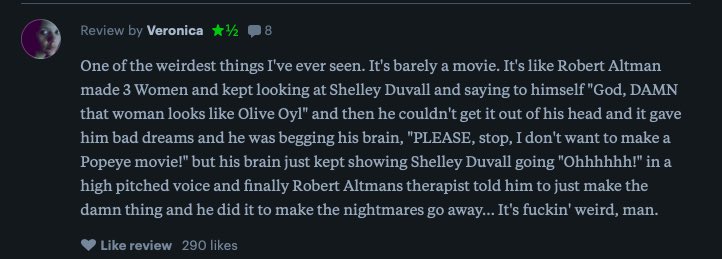 Review by Veronica ★½ 8
One of the weirdest things I've ever seen. It's barely a movie. It's like Robert Altman
made 3 Women and kept looking at Shelley Duvall and saying to himself "God, DAMN
that woman looks like Olive Oyl" and then he couldn't get it out of his head and it gave
him bad dreams and he was begging his brain, "PLEASE, stop, I don't want to make a
Popeye movie!" but his brain just kept showing Shelley Duvall going "Ohhhhhh!" in a
high pitched voice and finally Robert Altmans therapist told him to just make the
damn thing and he did it to make the nightmares go away... It's fuckin' weird, man.
Like review 290 likes